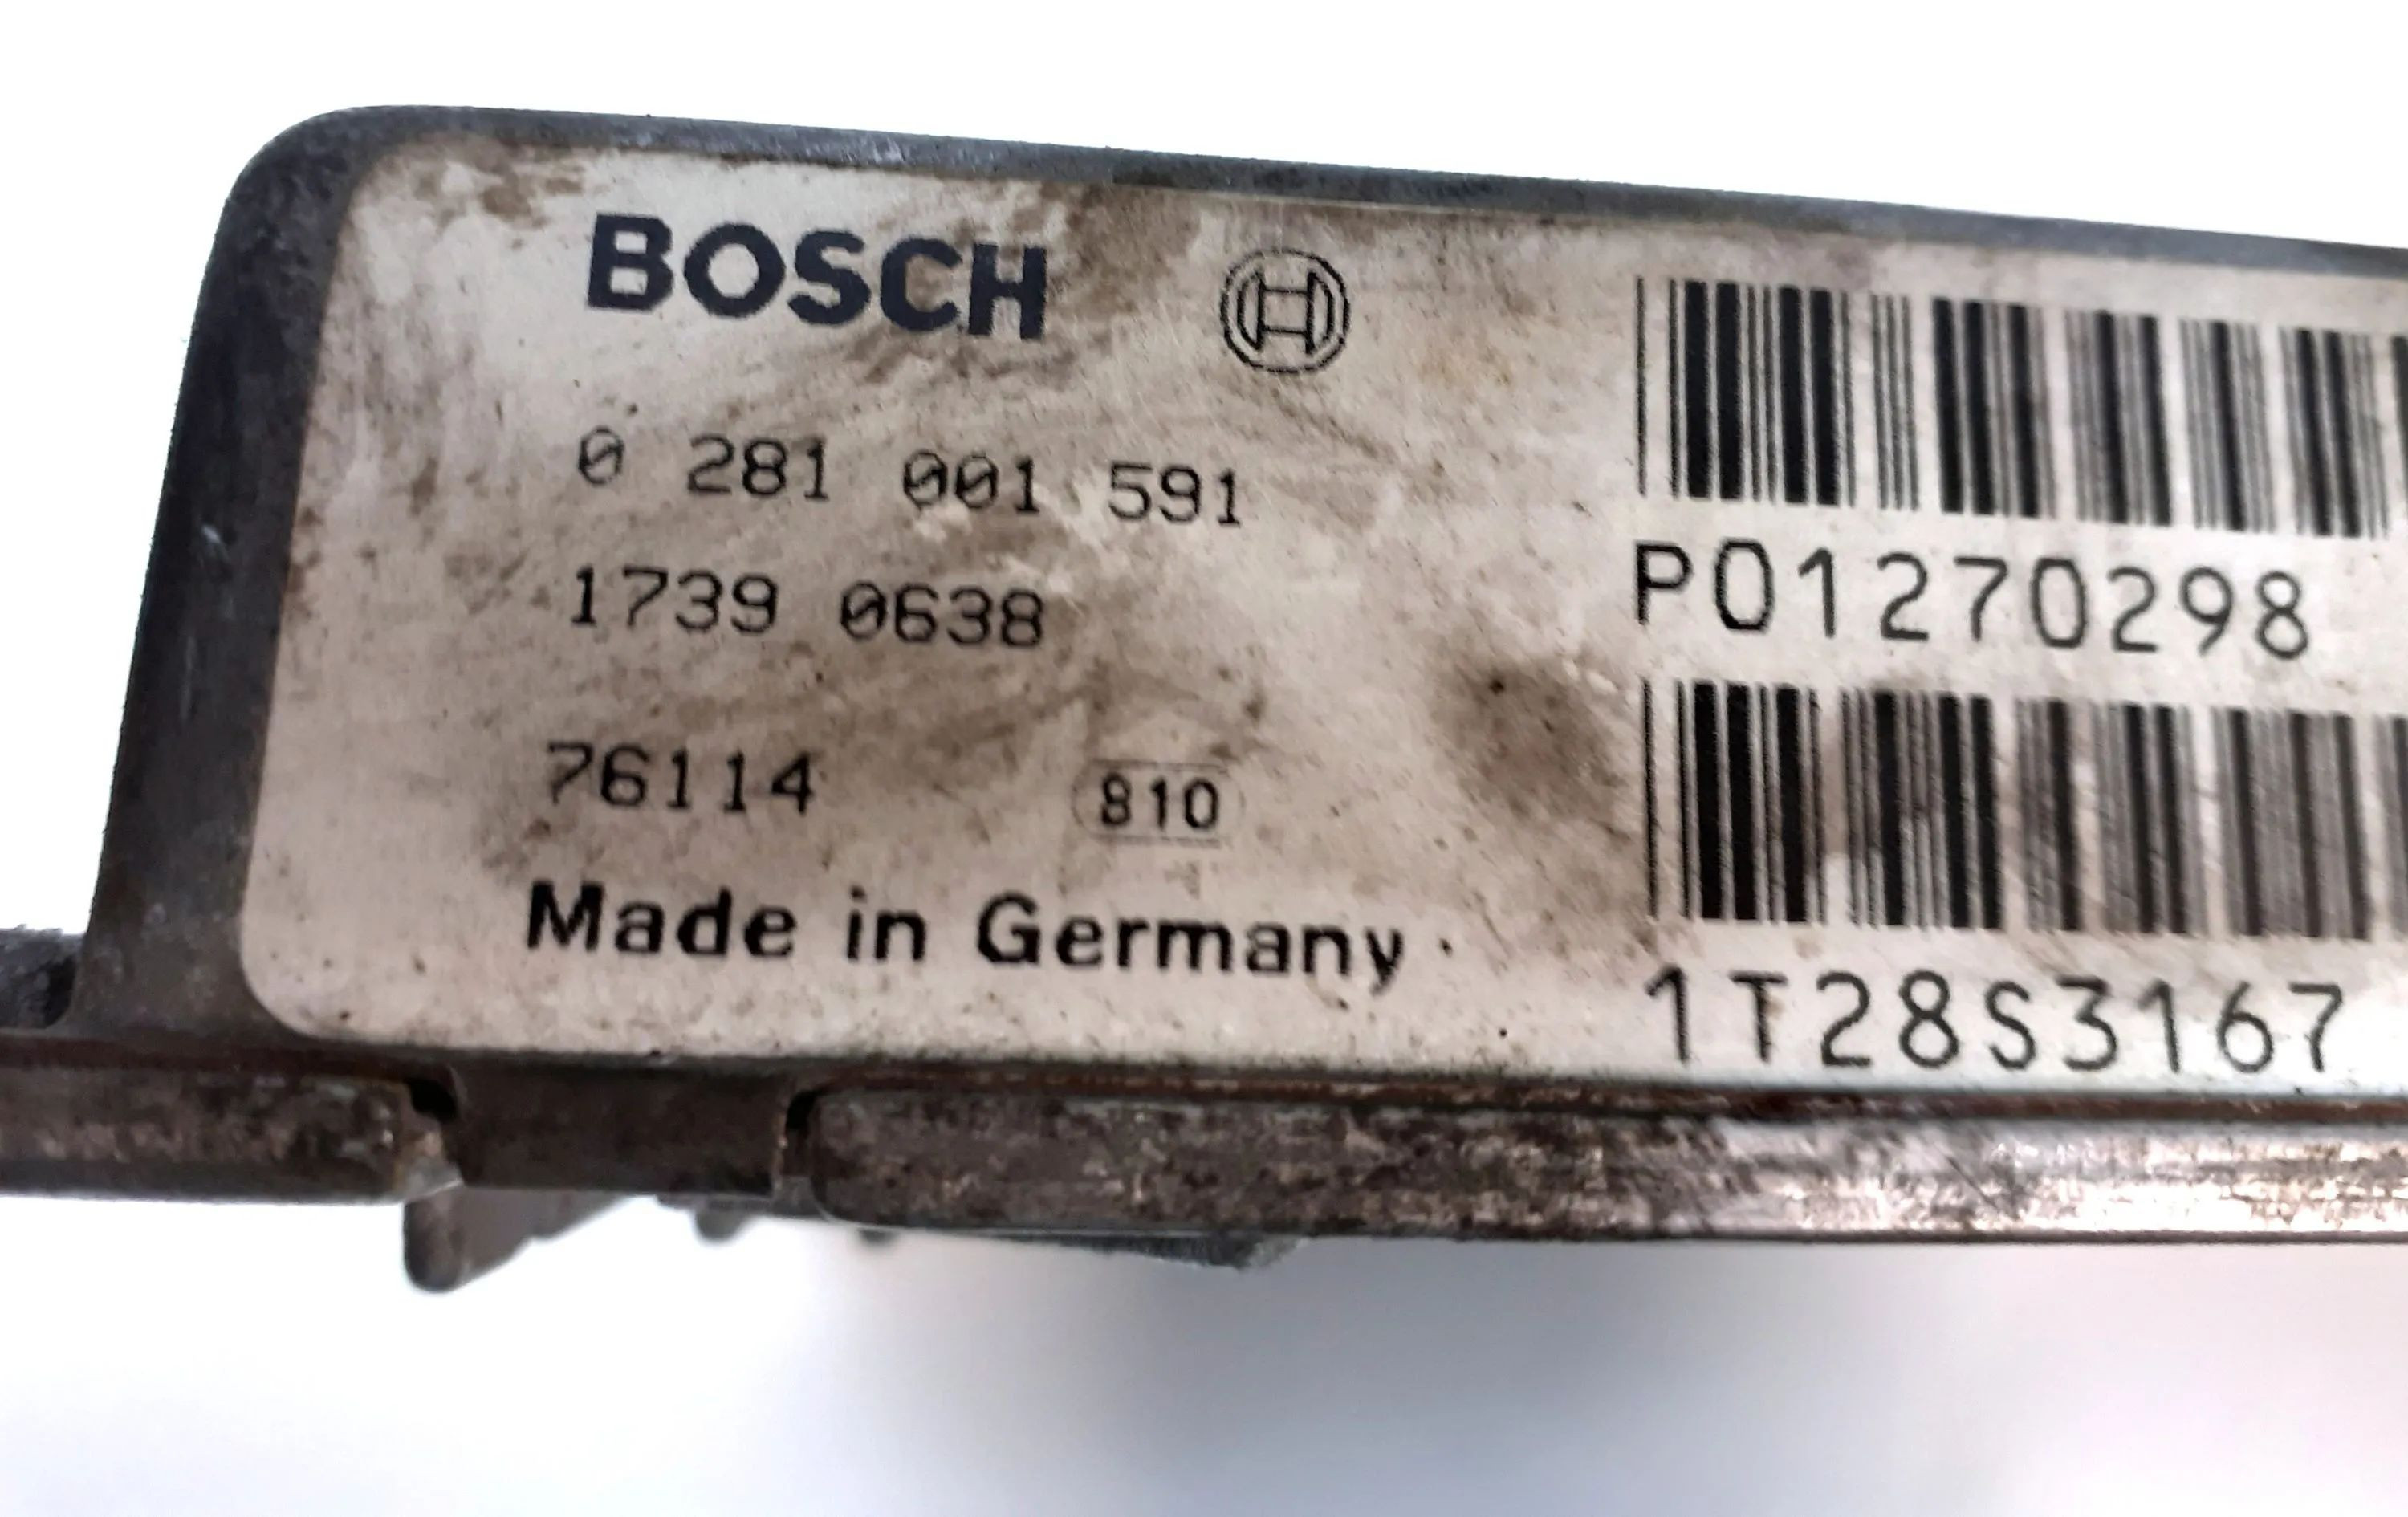 BOSCH
0 281 001 591
1739 0638
76114 810
Made in Germany
P01270298
1T28S3167